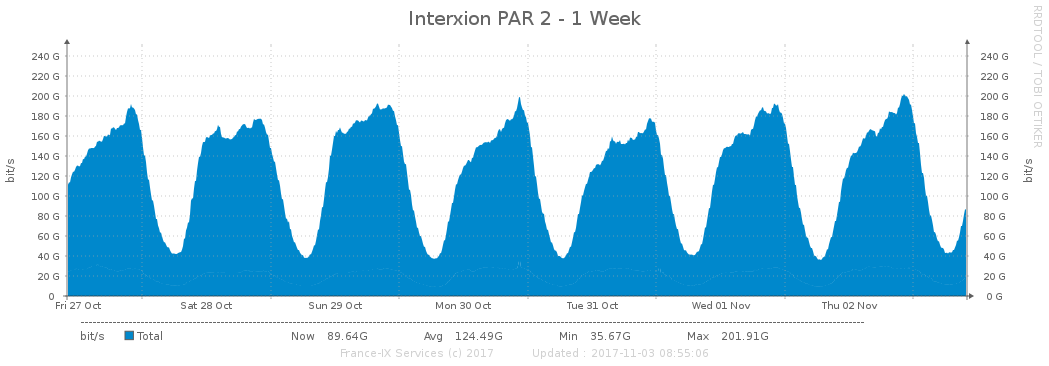 Interxion PAR 2 - 1 Week
RRDTOOL / TOBI OETIKER
240 G 240 G
220 G 220 G
200 G 200 G
180 G 180 G
160 G 160 G
140 G 140 G
120 G 120 G
100 G 100 G
80 G 80 G
60 G 60 G
40 G 40 G
20 G 20 G
0 0 G
bit/s bit/s
Fri 27 Oct Sat 28 Oct Sun 29 Oct Mon 30 Oct Tue 31 Oct Wed 01 Nov Thu 02 Nov
bit/s Total Now 89.64G Avg 124.49G Min 35.67G Max 201.91G
France-IX Services (c) 2017 Updated : 2017-11-03 08:55:06